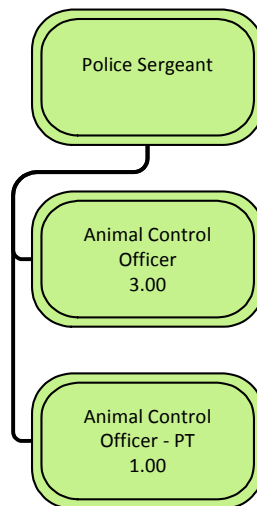 Police Sergeant
Animal Control
Officer
3.00
Animal Control
Officer - PT
1.00